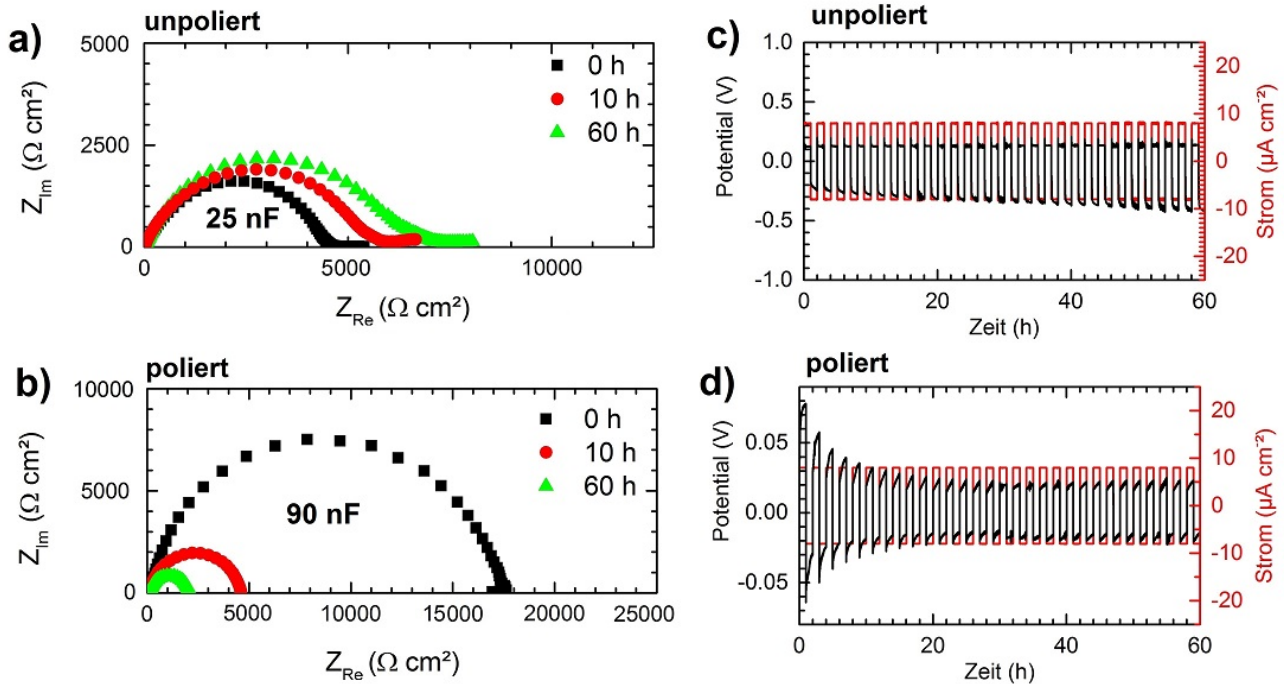 a)
unpoliert
5000
2500
0
Z_Im (Ω cm²)
0 h
10 h
60 h
25 nF
0
5000
10000
Z_Re (Ω cm²)
c)
unpoliert
1.0
0.5
0.0
-0.5
-1.0
Potential (V)
20
10
0
-10
-20
Strom (µA cm⁻²)
0
20
40
60
Zeit (h)
b)
poliert
10000
5000
0
Z_Im (Ω cm²)
0 h
10 h
60 h
90 nF
0
5000
10000
15000
20000
25000
Z_Re (Ω cm²)
d)
poliert
0.05
0.00
-0.05
Potential (V)
20
10
0
-10
-20
Strom (µA cm⁻²)
0
20
40
60
Zeit (h)